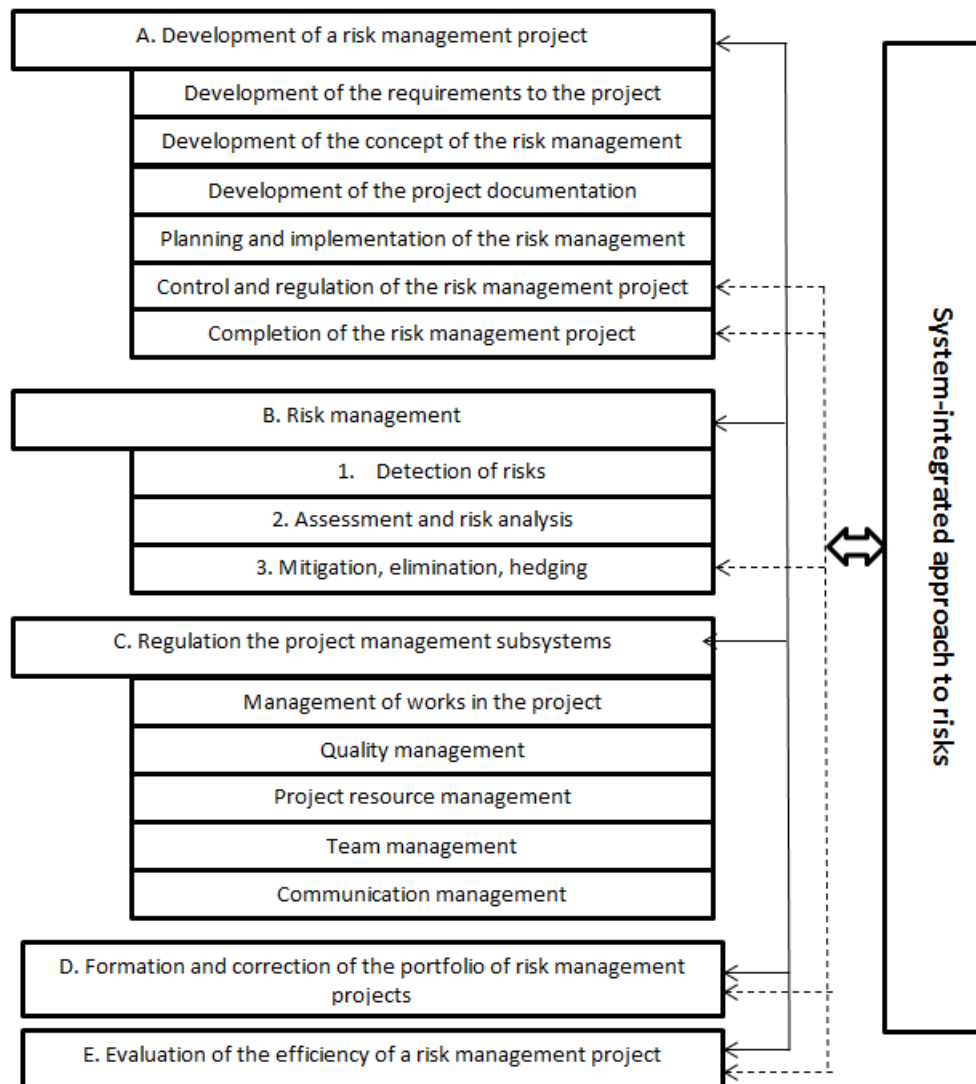 A. Development of a risk management project
Development of the requirements to the project
Development of the concept of the risk management
Development of the project documentation
Planning and implementation of the risk management
Control and regulation of the risk management project
Completion of the risk management project
B. Risk management
1. Detection of risks
2. Assessment and risk analysis
3. Mitigation, elimination, hedging
C. Regulation the project management subsystems
Management of works in the project
Quality management
Project resource management
Team management
Communication management
D. Formation and correction of the portfolio of risk management
projects
E. Evaluation of the efficiency of a risk management project
System-integrated approach to risks